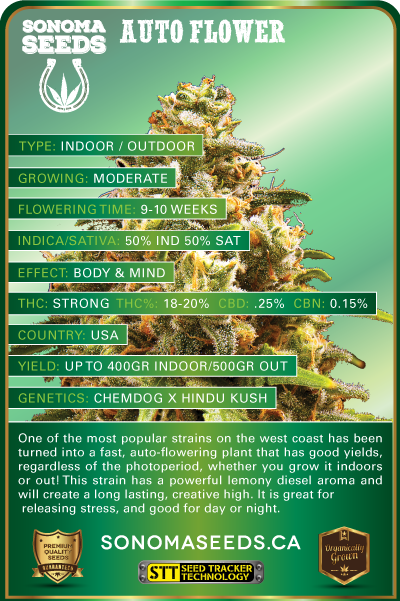 SONOMA
SEEDS
AUTO FLOWER
TYPE: INDOOR / OUTDOOR
GROWING: MODERATE
FLOWERING TIME: 9-10 WEEKS
INDICA/SATIVA: 50% IND 50% SAT
EFFECT: BODY & MIND
THC: STRONG THC%: 18-20% CBD: .25% CBN: 0.15%
COUNTRY: USA
YIELD: UP TO 400GR INDOOR/500GR OUT
GENETICS: CHEMDOG X HINDU KUSH
One of the most popular strains on the west coast has been
turned into a fast, auto-flowering plant that has good yields,
regardless of the photoperiod, whether you grow it indoors
or out! This strain has a powerful lemony diesel aroma and
will create a long lasting, creative high. It is great for
releasing stress, and good for day or night.
PREMIUM
QUALITY
SEEDS
GUARANTEED
SONOMASEEDS.CA
STT SEED TRACKER
TECHNOLOGY
Organically
Grown